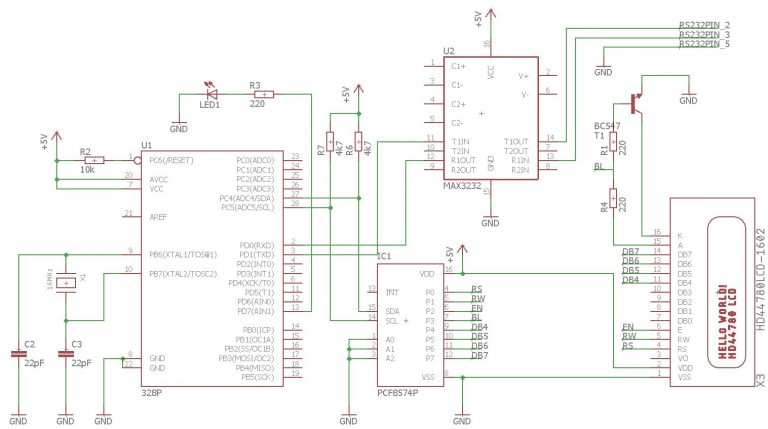 +5V
RS232PIN_2
RS232PIN_3
RS232PIN_5
GND
U2
16
VCC
1 C1+
3 C1-
4 C2+
5 C2-
V+ 2
V- 6
11 T1IN
10 T2IN
12 R1OUT
9 R2OUT
T1OUT 14
T2OUT 7
R1IN 13
R2IN 8
GND
15
MAX3232
GND
LED1
R3
220
GND
+5V
R7
4k7
R6
4k7
BC547
T1
R1
220
BL
R4
220
GND
+5V
R2
10k
U1
1 PC6(/RESET)
20 AVCC
7 VCC
21 AREF
9 PB6(XTAL1/TOSC1)
10 PB7(XTAL2/TOSC2)
8 GND
22 GND
PC0(ADC0) 23
PC1(ADC1) 24
PC2(ADC2) 25
PC3(ADC3) 26
PC4(ADC4/SDA) 27
PC5(ADC5/SCL) 28
PD0(RXD) 2
PD1(TXD) 3
PD2(INT0) 4
PD3(INT1) 5
PD4(XCK/T0) 6
PD5(T1) 11
PD6(AIN0) 12
PD7(AIN1) 13
PB0(ICP) 14
PB1(OC1A) 15
PB2(SS/OC1B) 16
PB3(MOSI/OC2) 17
PB4(MISO) 18
PB5(SCK) 19
328P
16MHz
X1
C2
22pF
C3
22pF
GND
GND
GND
IC1
+5V
13 INT
15 SDA
14 SCL
1 A0
2 A1
3 A2
VDD 16
P0 4 RS
P1 5 RW
P2 6 EN
P3 7 BL
P4 9 DB4
P5 10 DB5
P6 11 DB6
P7 12 DB7
VSS 8
PCF8574P
GND
GND
16 K
15 A
DB7 14 DB7
DB6 13 DB6
DB5 12 DB5
DB4 11 DB4
10 DB3
9 DB2
8 DB1
7 DB0
EN 6 E
RW 5 RW
RS 4 RS
3 VO
2 VDD
1 VSS
HELLO WORLD!
HD44780 LCD
HD44780LCD-1602
X3